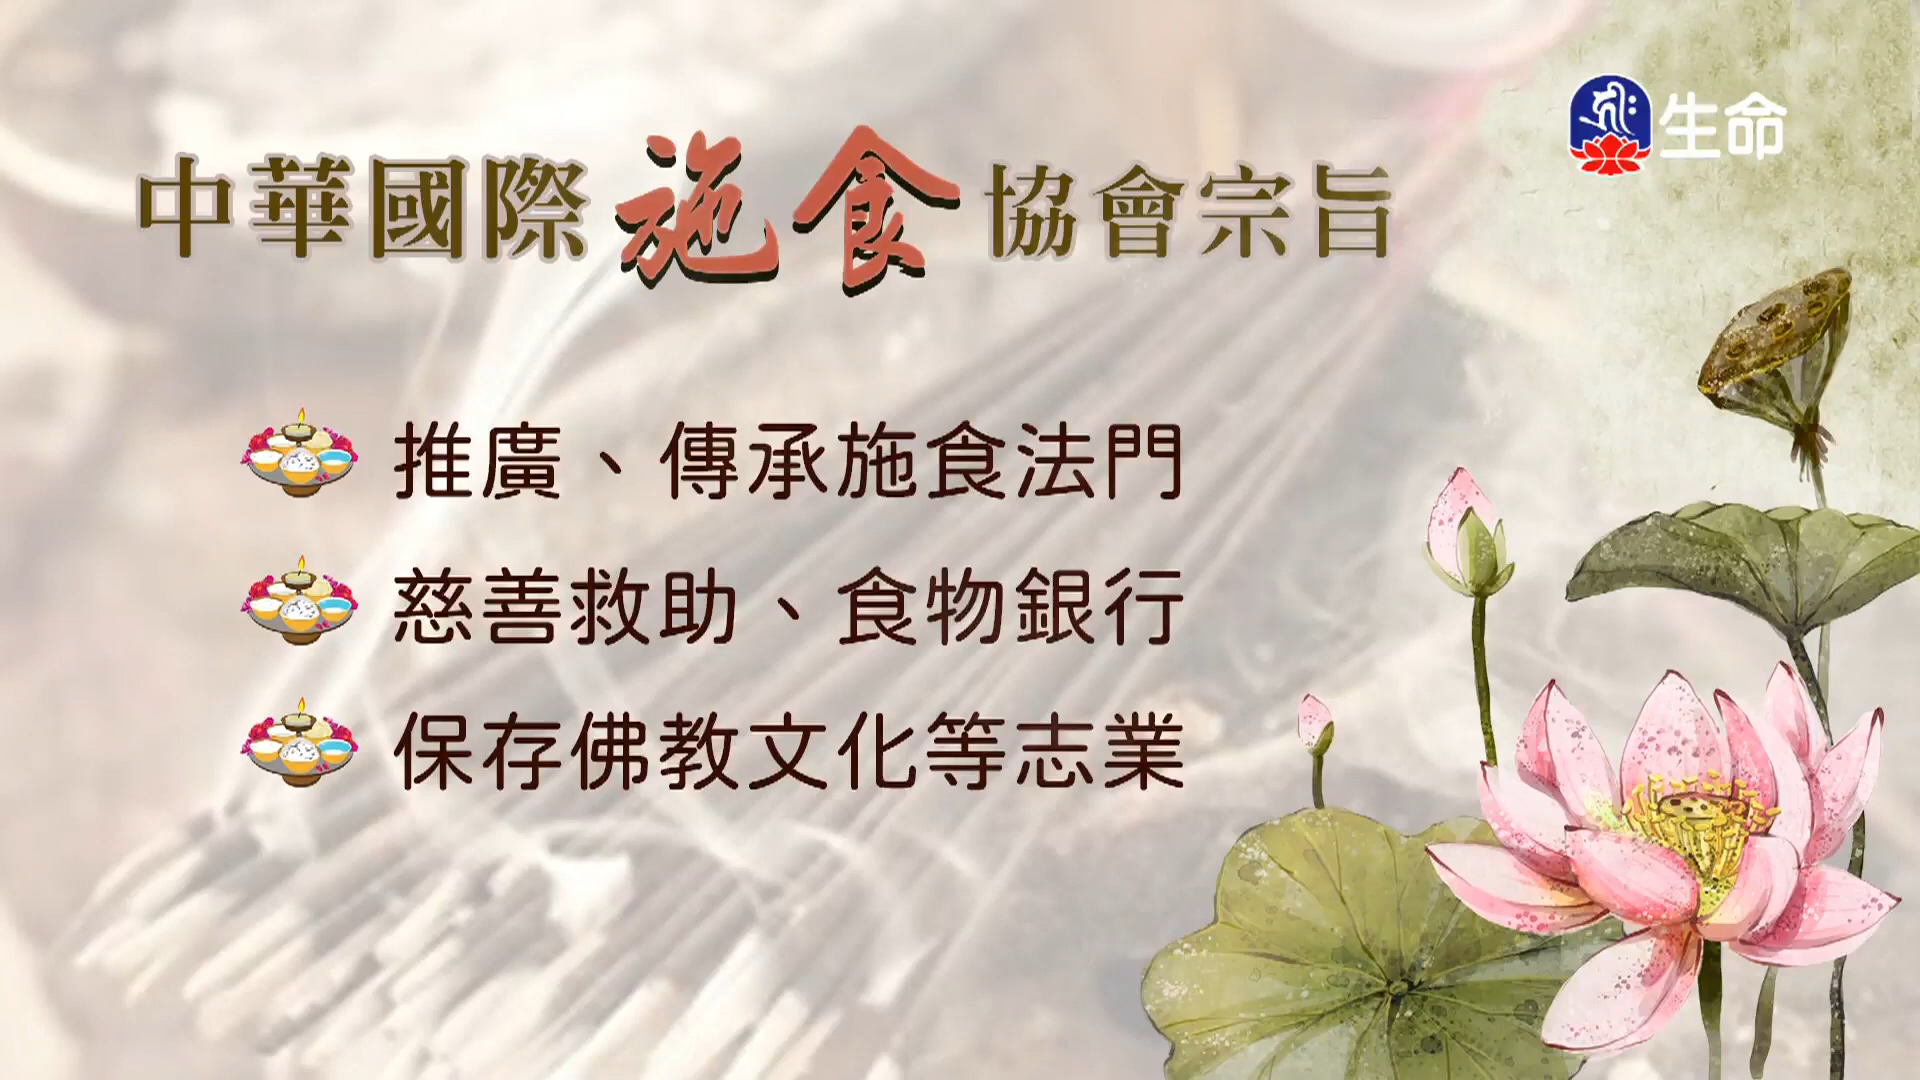 生命
中華國際施食協會宗旨
推廣、傳承施食法門
慈善救助、食物銀行
保存佛教文化等志業